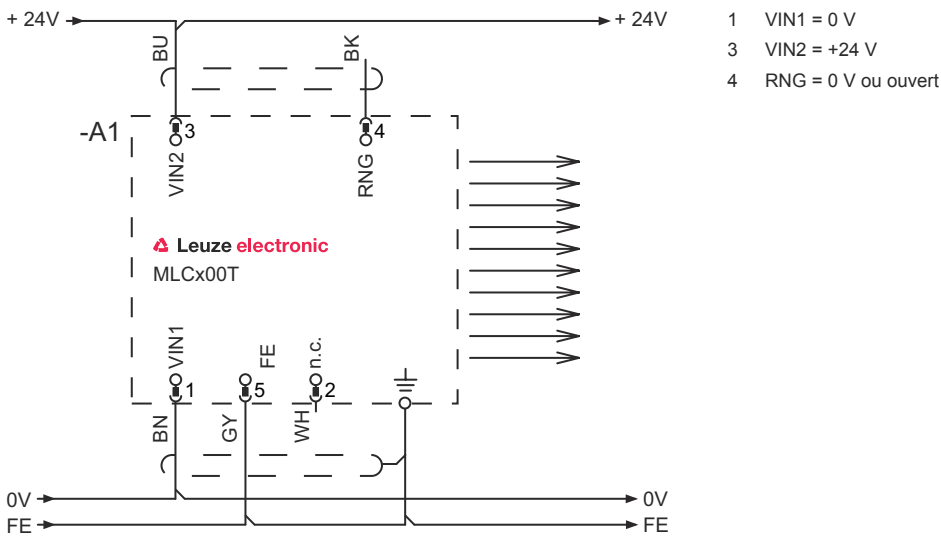 + 24V
+ 24V
1 VIN1 = 0 V
3 VIN2 = +24 V
4 RNG = 0 V ou ouvert
BU
BK
-A1
3
4
VIN2
RNG
Leuze electronic
MLCx00T
VIN1
FE
n.c.
1
5
2
BN
GY
WH
0V
0V
FE
FE